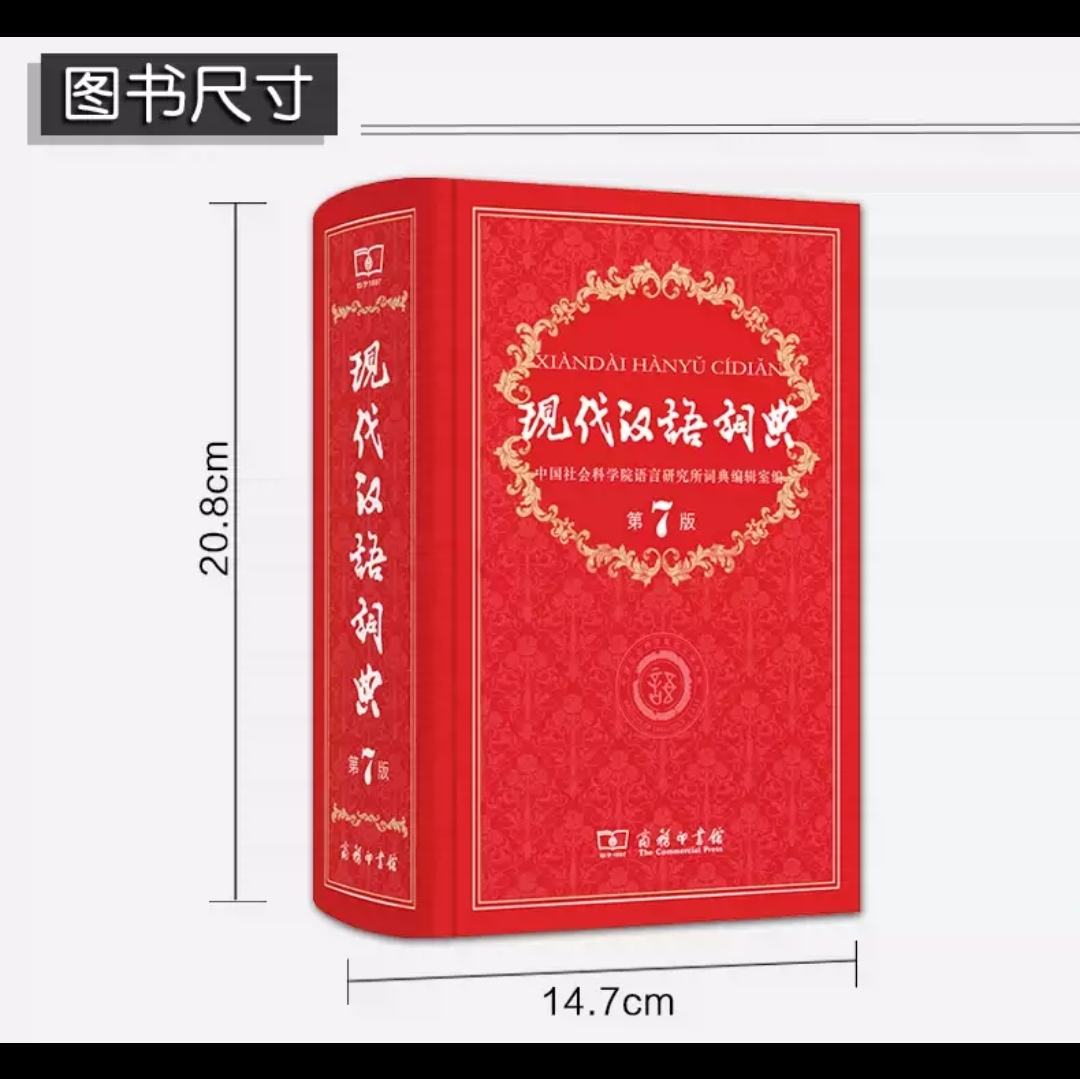 图书尺寸
20.8cm
现代汉语词典
第7版
商务印书馆
XIÀNDÀI HÀNYǓ CÍDIǍN
现代汉语词典
中国社会科学院语言研究所词典编辑室编
第7版
商务印书馆
The Commercial Press
14.7cm